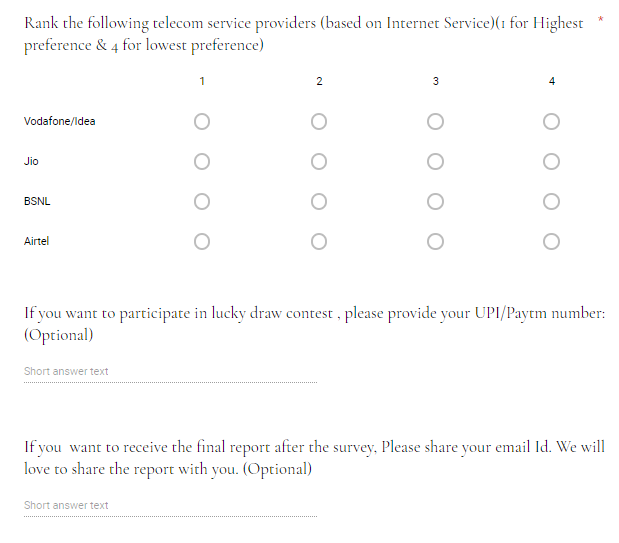 Rank the following telecom service providers (based on Internet Service)(1 for Highest *
preference & 4 for lowest preference)
1 2 3 4
Vodafone/Idea
Jio
BSNL
Airtel
If you want to participate in lucky draw contest , please provide your UPI/Paytm number:
(Optional)
Short answer text
If you want to receive the final report after the survey, Please share your email Id. We will
love to share the report with you. (Optional)
Short answer text